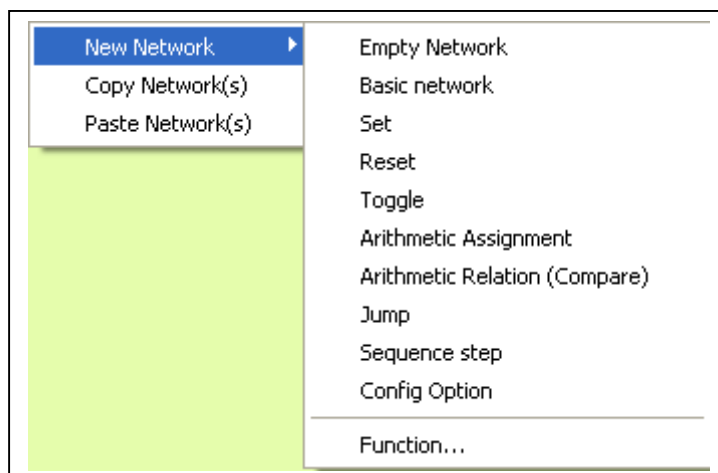 New Network
Copy Network(s)
Paste Network(s)
Empty Network
Basic network
Set
Reset
Toggle
Arithmetic Assignment
Arithmetic Relation (Compare)
Jump
Sequence step
Config Option
Function...